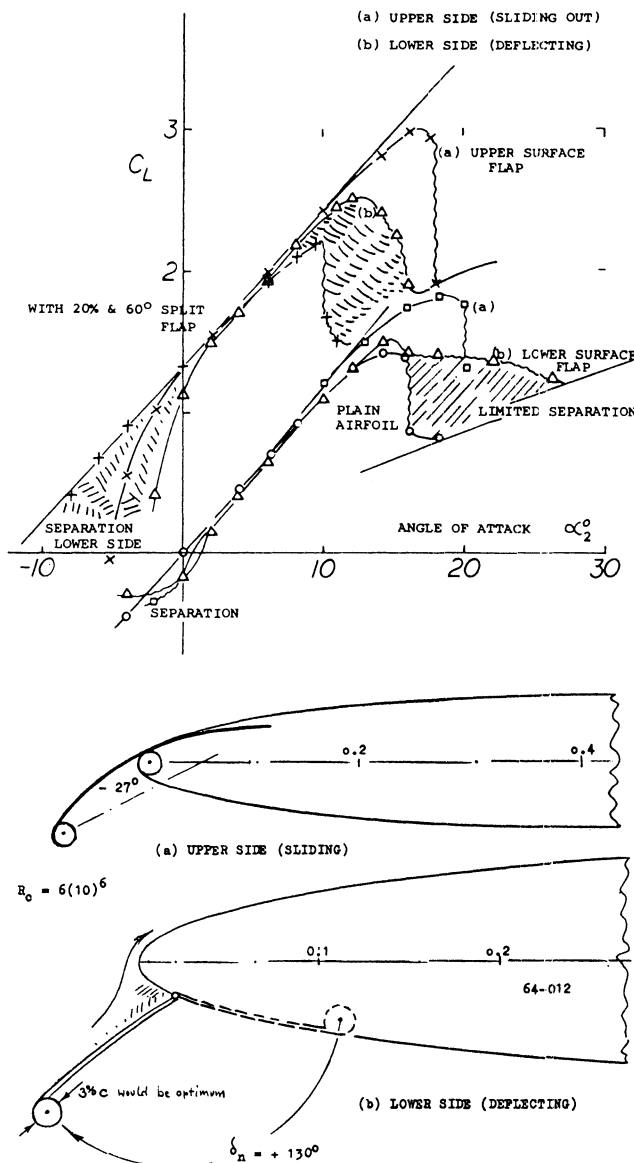 (a) UPPER SIDE (SLIDING OUT)
(b) LOWER SIDE (DEFLECTING)
3
C_L
(a) UPPER SURFACE
FLAP
(b)
2
WITH 20% & 60° SPLIT
FLAP
(a)
(b) LOWER SURFACE
FLAP
PLAIN
AIRFOIL
LIMITED SEPARATION
SEPARATION
LOWER SIDE
ANGLE OF ATTACK α₂°
-10
0
10
20
30
SEPARATION
0.2
0.4
- 27°
(a) UPPER SIDE (SLIDING)
R_c = 6(10)⁶
0.1
0.2
64-012
3%c would be optimum
(b) LOWER SIDE (DEFLECTING)
δ_n = + 130°